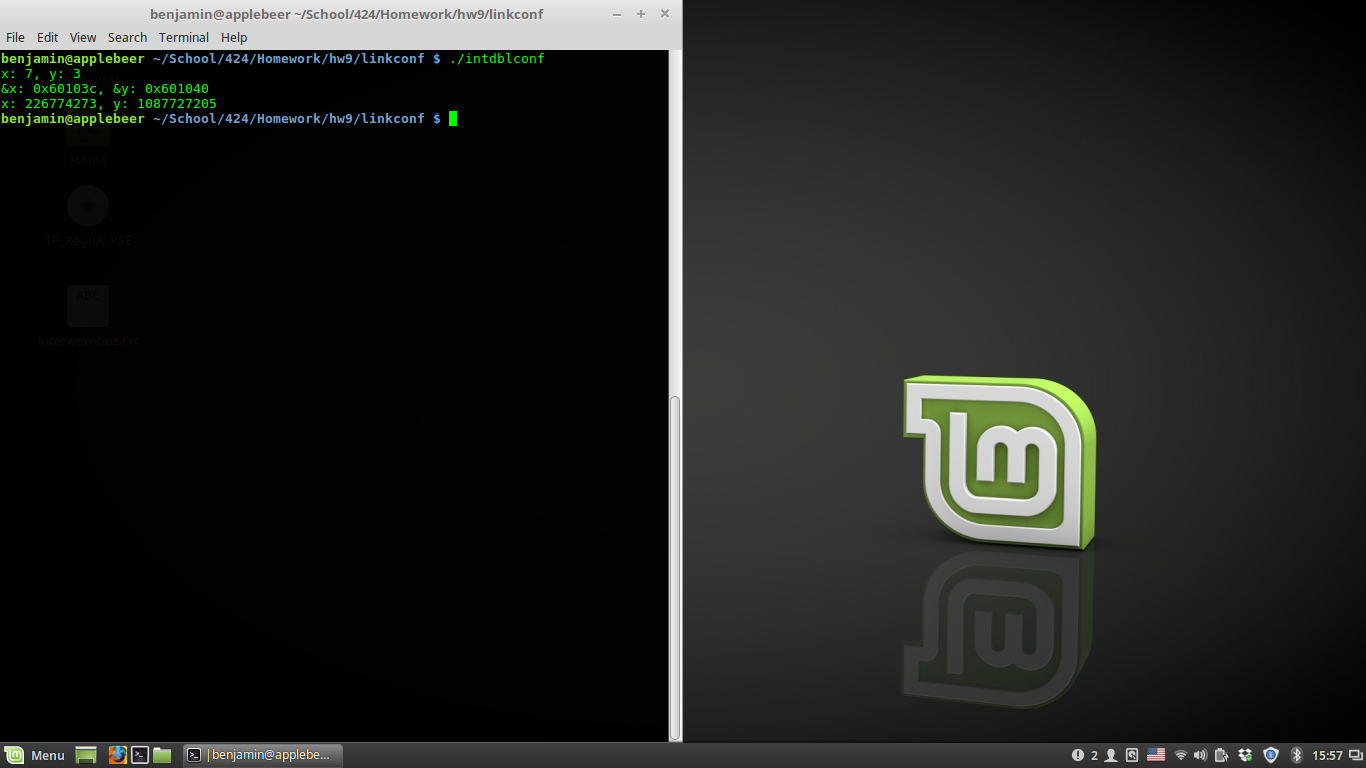 benjamin@applebeer ~/School/424/Homework/hw9/linkconf
File Edit View Search Terminal Help
benjamin@applebeer ~/School/424/Homework/hw9/linkconf $ ./intdblconf
x: 7, y: 3
&x: 0x60103c, &y: 0x601040
x: 226774273, y: 1087727205
benjamin@applebeer ~/School/424/Homework/hw9/linkconf $
Home
TF_RegnA_PSE
ABC
interview-tips.txt
Menu
|benjamin@applebe...
2
15:57